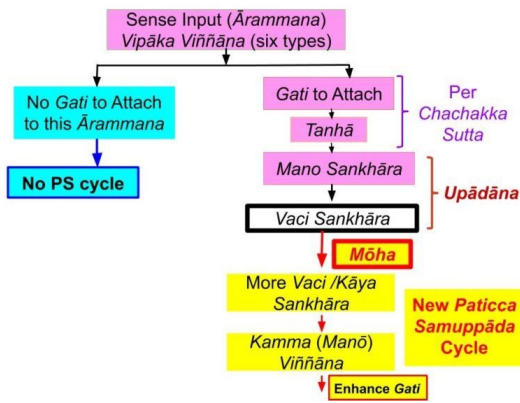 Sense Input (Ārammana)
Vipāka Viññāna (six types)
No Gati to Attach
to this Ārammana
No PS cycle
Gati to Attach
Tanhā
Per
Chachakka
Sutta
Mano Sankhāra
Upādāna
Vaci Sankhāra
Mōha
More Vaci /Kāya
Sankhāra
Kamma (Manō)
Viññāna
Enhance Gati
New Paticca
Samuppāda
Cycle